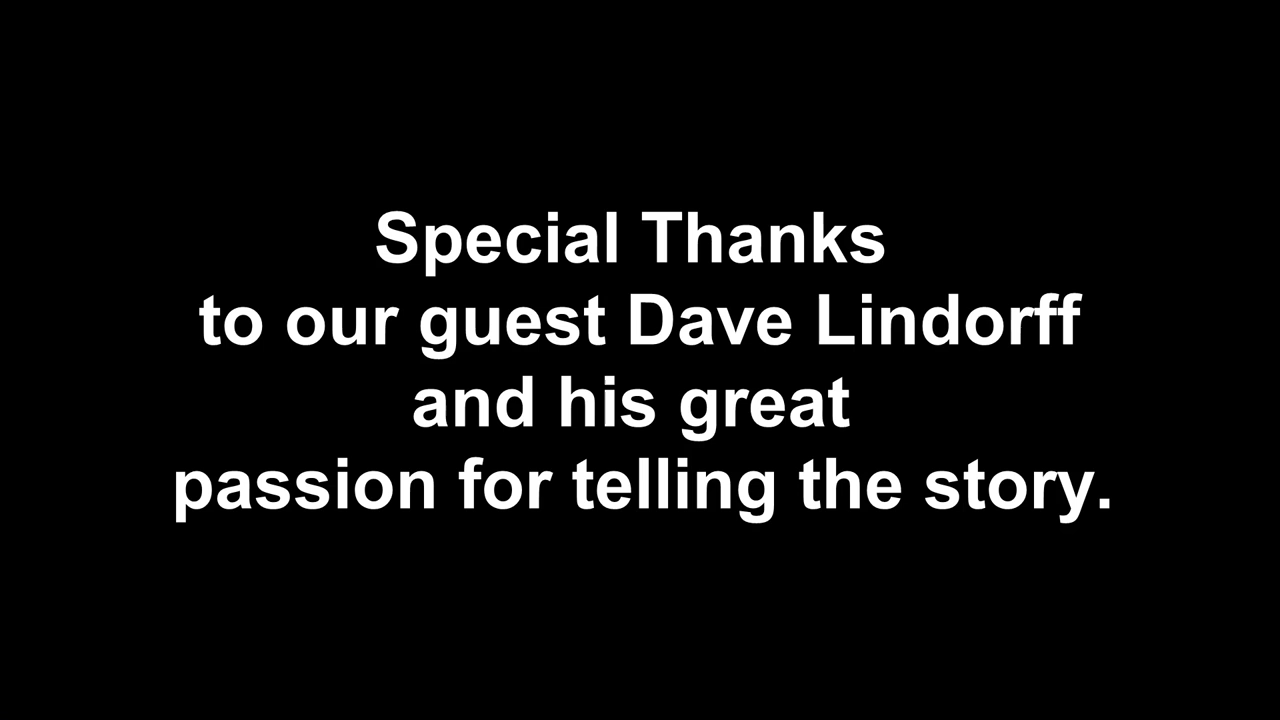 Special Thanks
to our guest Dave Lindorff
and his great
passion for telling the story.